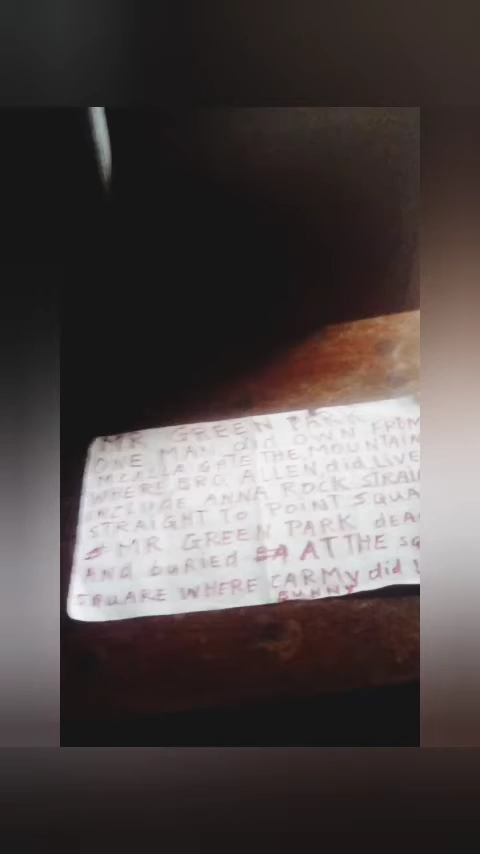 MR GREEN PARK
ONE MAN did OWN FROM
MCALLA GATE THE MOUNTAIN
WHERE BRO ALLEN did LIVE
INCLUDE ANNA ROCK STRAI
STRAIGHT TO POINT SQUA
MR GREEN PARK dEA
AND buRIEd AT THE SQ
SQUARE WHERE CARMY did
BUNNY